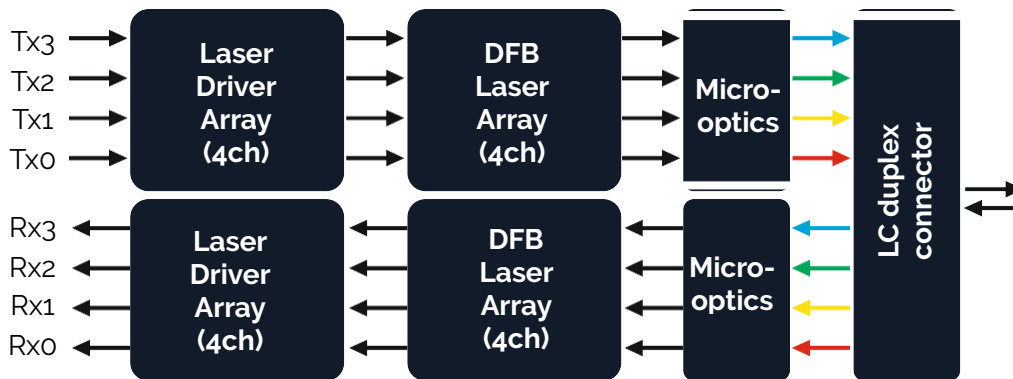 Tx3
Tx2
Tx1
Tx0
Laser
Driver
Array
(4ch)
DFB
Laser
Array
(4ch)
Micro-
optics
LC duplex
connector
Rx3
Rx2
Rx1
Rx0
Laser
Driver
Array
(4ch)
DFB
Laser
Array
(4ch)
Micro-
optics